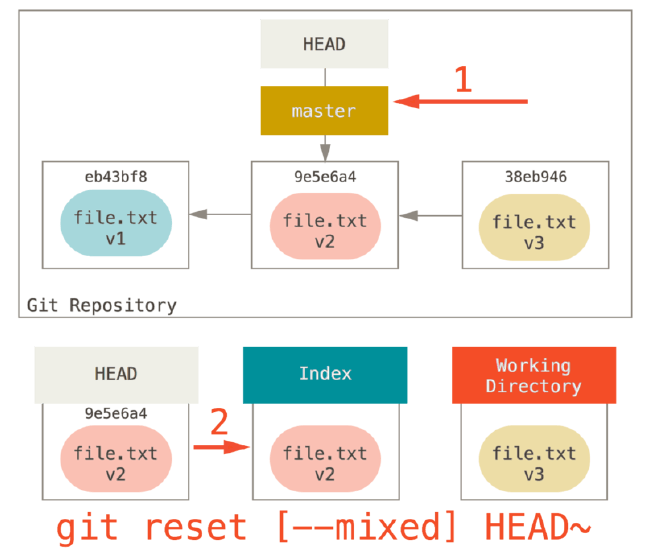 HEAD
1
master
eb43bf8
9e5e6a4
38eb946
file.txt
v1
file.txt
v2
file.txt
v3
Git Repository
HEAD
Index
Working
Directory
9e5e6a4
2
file.txt
v2
file.txt
v2
file.txt
v3
git reset [--mixed] HEAD~